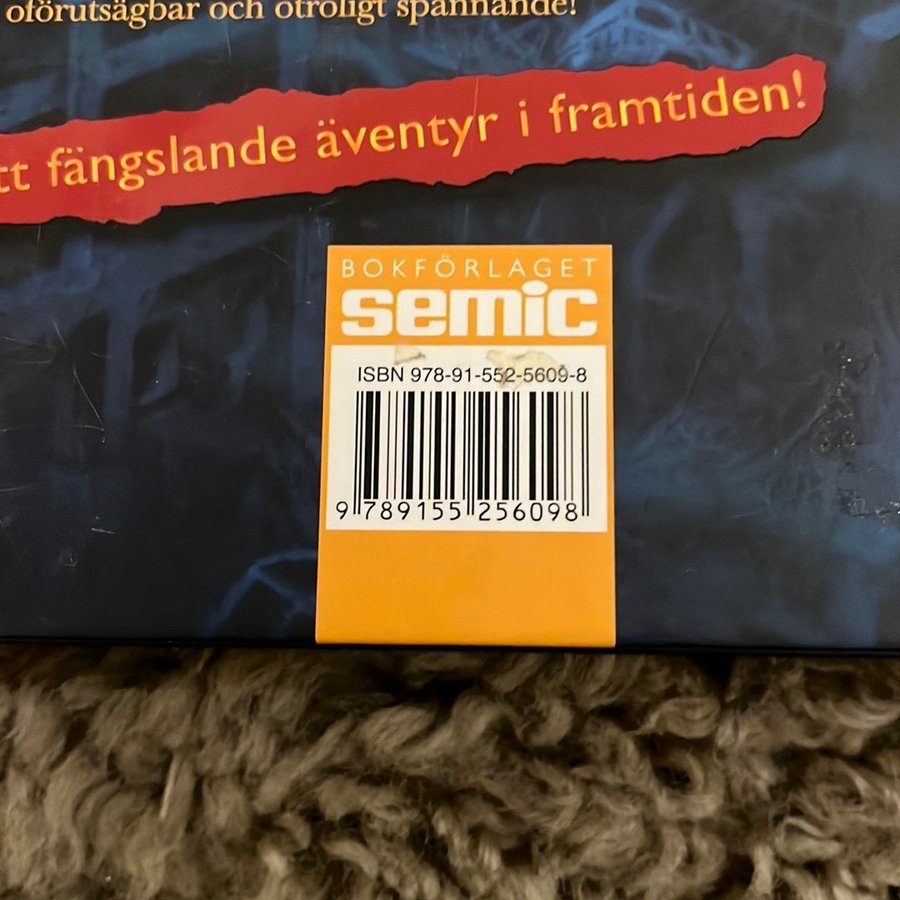 oförutsägbar och otroligt spännande!
tt fängslande äventyr i framtiden!
BOKFÖRLAGET
semic
ISBN 978-91-552-5609-8
9 789155 256098